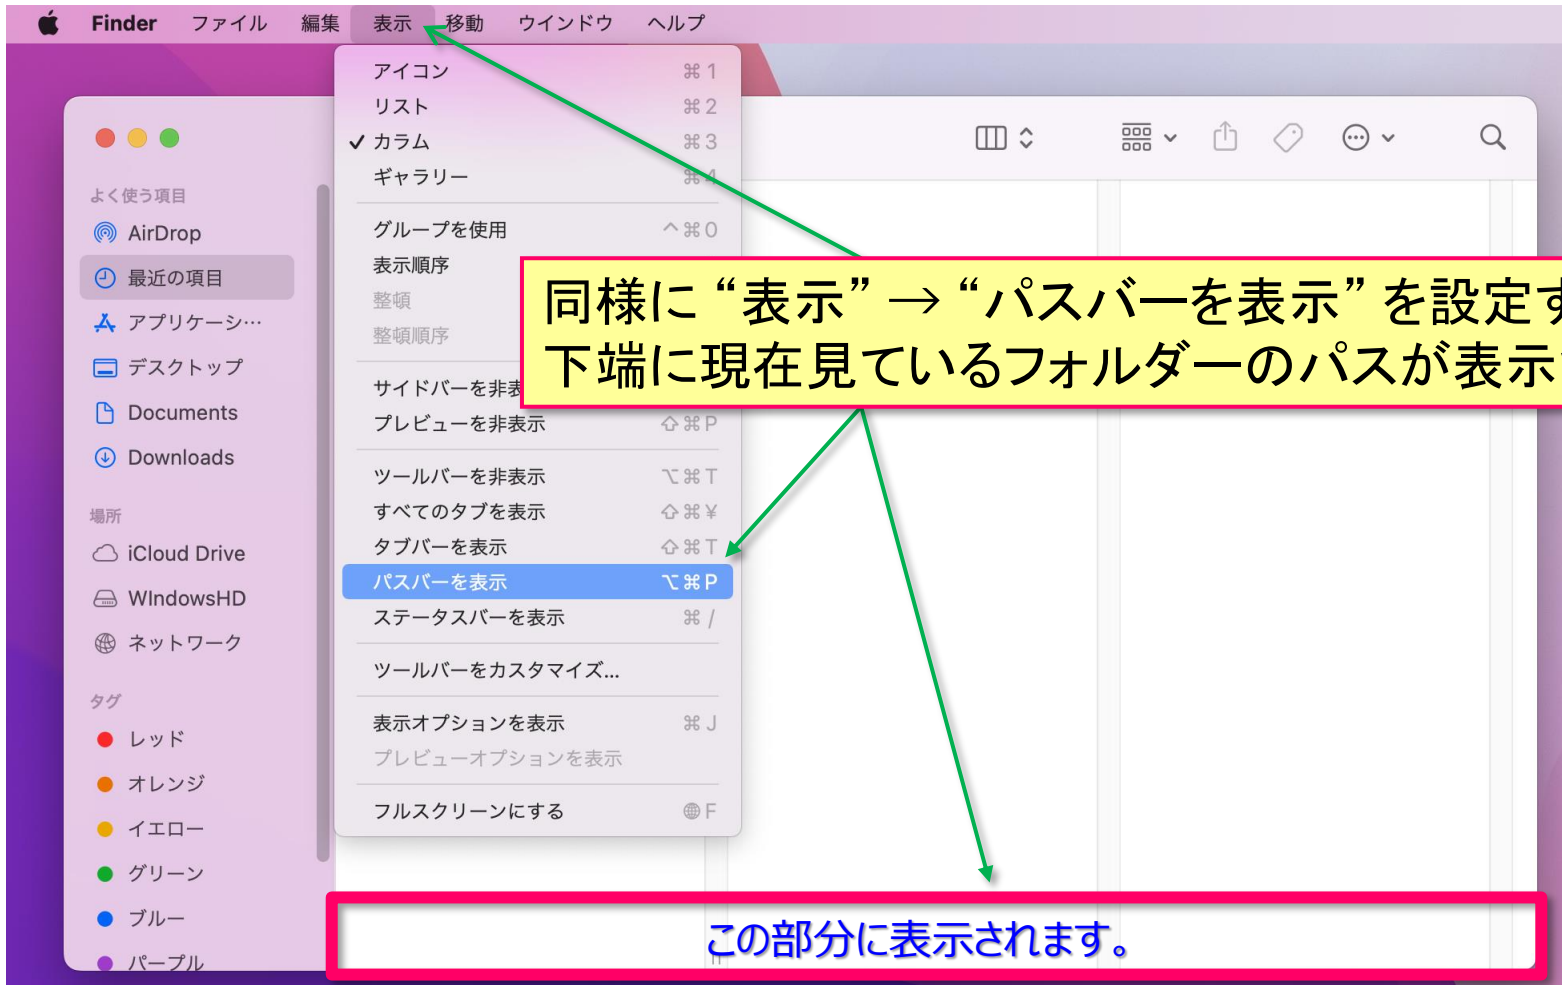 Finder ファイル 編集 表示 移動 ウインドウ ヘルプ
アイコン ⌘1
リスト ⌘2
✓ カラム ⌘3
ギャラリー ⌘4
グループを使用 ^⌘0
表示順序
整頓
整頓順序
サイドバーを非表
プレビューを非表示 ⇧⌘P
ツールバーを非表示 ⌥⌘T
すべてのタブを表示 ⇧⌘¥
タブバーを表示 ⇧⌘T
パスバーを表示 ⌥⌘P
ステータスバーを表示 ⌘/
ツールバーをカスタマイズ...
表示オプションを表示 ⌘J
プレビューオプションを表示
フルスクリーンにする F
よく使う項目
AirDrop
最近の項目
アプリケーシ…
デスクトップ
Documents
Downloads
場所
iCloud Drive
WIndowsHD
ネットワーク
タグ
レッド
オレンジ
イエロー
グリーン
ブルー
パープル
同様に “表示” → “パスバーを表示” を設定す
下端に現在見ているフォルダーのパスが表示
この部分に表示されます。